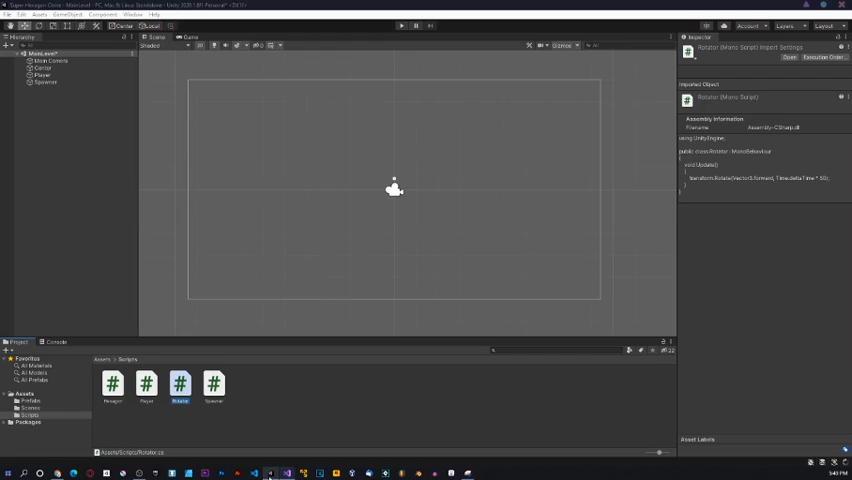 Super Hexagon Clone - MainLevel - PC, Mac & Linux Standalone - Unity 2020.1.8f1 Personal* <DX11>
File Edit Assets GameObject Component Window Help
Center Local Account Layers Layout
Hierarchy Scene Game Inspector
All Shaded 2D Gizmos All
Rotator (Mono Script) Import Settings
Open Execution Order...
MainLevel*
Main Camera
Center
Player
Spawner
Imported Object
Rotator (Mono Script)
Assembly Information
Filename Assembly-CSharp.dll
using UnityEngine;
public class Rotator : MonoBehaviour
{
void Update()
{
transform.Rotate(Vector3.forward, Time.deltaTime * 50);
}
}
Project Console
Favorites
All Materials
All Models
All Prefabs
Assets
Prefabs
Scenes
Scripts
Packages
Assets > Scripts
Hexagon Player Rotator Spawner
Assets/Scripts/Rotator.cs
Asset Labels
5:43 PM